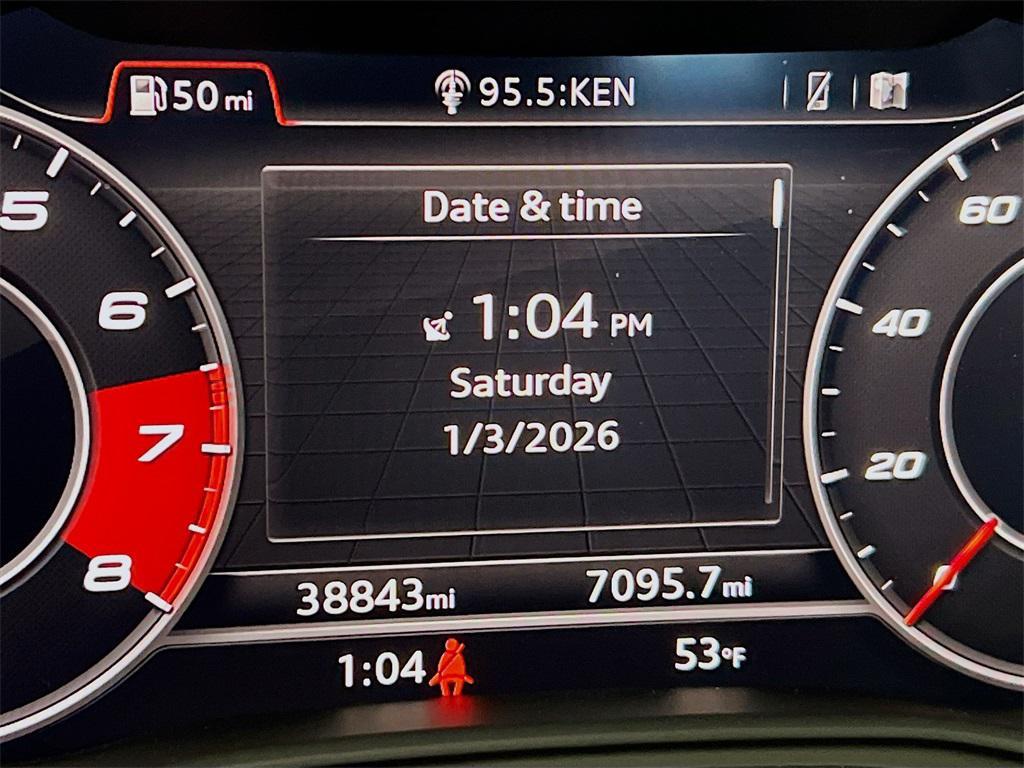 50 mi
95.5:KEN
Date & time
1:04 PM
Saturday
1/3/2026
5
6
7
8
60
40
20
38843mi
7095.7mi
1:04
53°F